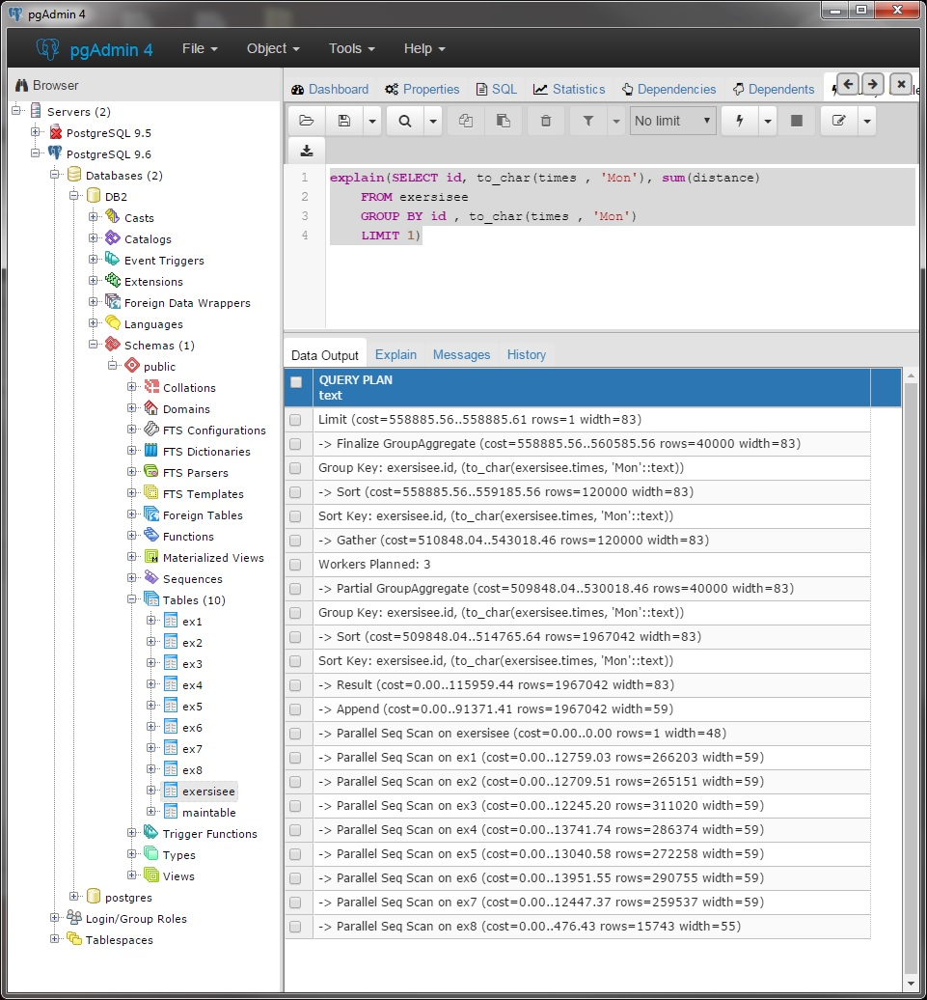 pgAdmin 4
pgAdmin 4 File Object Tools Help
Browser
Servers (2)
PostgreSQL 9.5
PostgreSQL 9.6
Databases (2)
DB2
Casts
Catalogs
Event Triggers
Extensions
Foreign Data Wrappers
Languages
Schemas (1)
public
Collations
Domains
FTS Configurations
FTS Dictionaries
FTS Parsers
FTS Templates
Foreign Tables
Functions
Materialized Views
Sequences
Tables (10)
ex1
ex2
ex3
ex4
ex5
ex6
ex7
ex8
exersisee
maintable
Trigger Functions
Types
Views
postgres
Login/Group Roles
Tablespaces
Dashboard Properties SQL Statistics Dependencies Dependents
No limit
1 explain(SELECT id, to_char(times , 'Mon'), sum(distance)
2 FROM exersisee
3 GROUP BY id , to_char(times , 'Mon')
4 LIMIT 1)
Data Output Explain Messages History
QUERY PLAN
text
Limit (cost=558885.56..558885.61 rows=1 width=83)
-> Finalize GroupAggregate (cost=558885.56..560585.56 rows=40000 width=83)
Group Key: exersisee.id, (to_char(exersisee.times, 'Mon'::text))
-> Sort (cost=558885.56..559185.56 rows=120000 width=83)
Sort Key: exersisee.id, (to_char(exersisee.times, 'Mon'::text))
-> Gather (cost=510848.04..543018.46 rows=120000 width=83)
Workers Planned: 3
-> Partial GroupAggregate (cost=509848.04..530018.46 rows=40000 width=83)
Group Key: exersisee.id, (to_char(exersisee.times, 'Mon'::text))
-> Sort (cost=509848.04..514765.64 rows=1967042 width=83)
Sort Key: exersisee.id, (to_char(exersisee.times, 'Mon'::text))
-> Result (cost=0.00..115959.44 rows=1967042 width=83)
-> Append (cost=0.00..91371.41 rows=1967042 width=59)
-> Parallel Seq Scan on exersisee (cost=0.00..0.00 rows=1 width=48)
-> Parallel Seq Scan on ex1 (cost=0.00..12759.03 rows=266203 width=59)
-> Parallel Seq Scan on ex2 (cost=0.00..12709.51 rows=265151 width=59)
-> Parallel Seq Scan on ex3 (cost=0.00..12245.20 rows=311020 width=59)
-> Parallel Seq Scan on ex4 (cost=0.00..13741.74 rows=286374 width=59)
-> Parallel Seq Scan on ex5 (cost=0.00..13040.58 rows=272258 width=59)
-> Parallel Seq Scan on ex6 (cost=0.00..13951.55 rows=290755 width=59)
-> Parallel Seq Scan on ex7 (cost=0.00..12447.37 rows=259537 width=59)
-> Parallel Seq Scan on ex8 (cost=0.00..476.43 rows=15743 width=55)